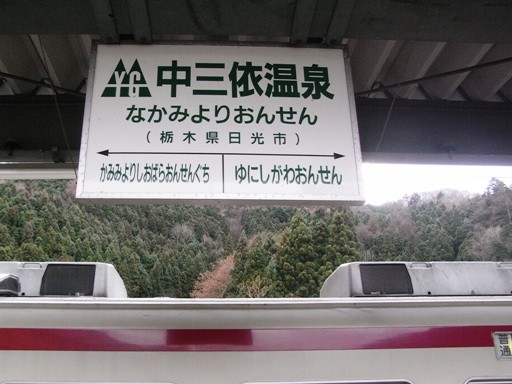 YG 中三依温泉
なかみよりおんせん
(栃木県日光市)
かみみよりしおばらおんせんぐち ゆにしがわおんせん
普通